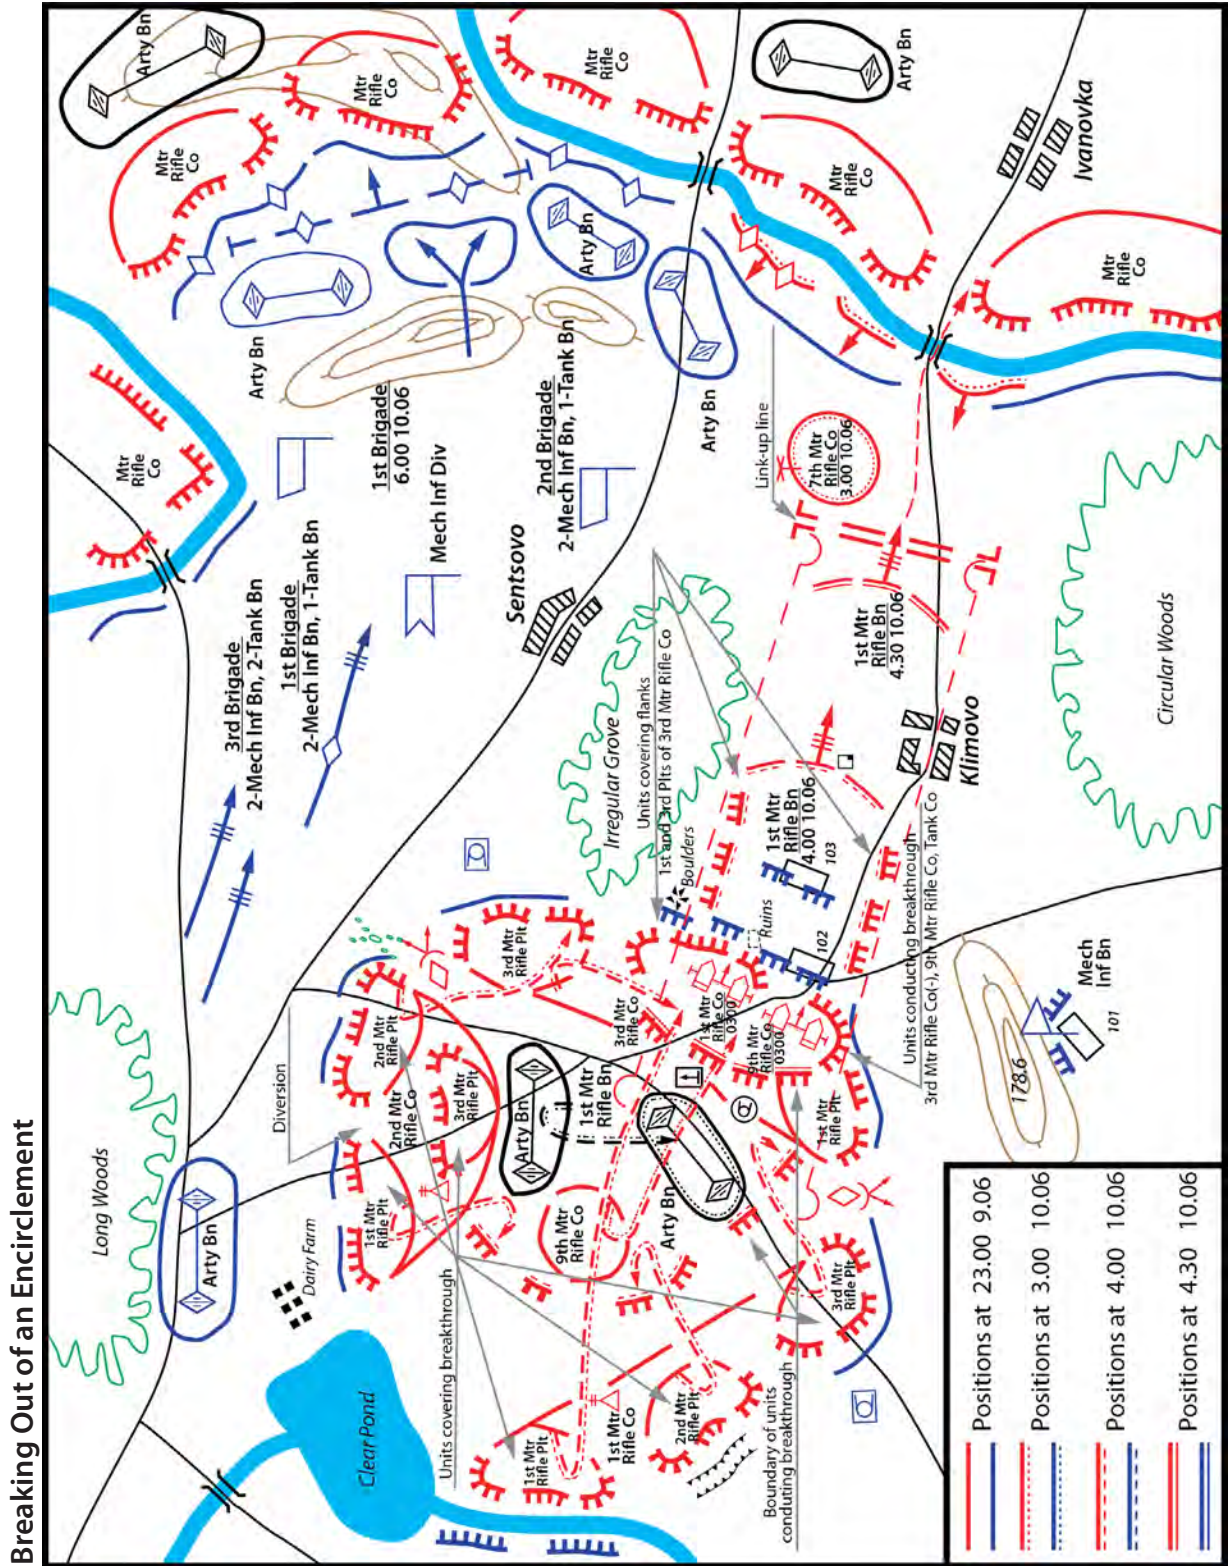 Breaking Out of an Encirclement
Arty Bn
Mtr
Rifle
Co
Mtr
Rifle
Co
Mtr
Rifle
Co
Arty Bn
Mtr
Rifle
Co
Ivanovka
Mtr
Rifle
Co
Mtr
Rifle
Co
Arty Bn
Arty Bn
Arty Bn
1st Brigade
6.00 10.06
Mech Inf Div
2nd Brigade
2-Mech Inf Bn, 1-Tank Bn
3rd Brigade
2-Mech Inf Bn, 2-Tank Bn
1st Brigade
2-Mech Inf Bn, 1-Tank Bn
Sentsovo
Link-up line
7th Mtr
Rifle Co
3.00 10.06
1st Mtr
Rifle Bn
4.30 10.06
Circular Woods
Klimovo
Irregular Grove
Units covering flanks
1st and 3rd Plts of 3rd Mtr Rifle Co
Boulders
1st Mtr
Rifle Bn
4.00 10.06
103
Ruins
102
Units conducting breakthrough
3rd Mtr Rifle Co(-), 9th Mtr Rifle Co, Tank Co
178.6
Mech
Inf Bn
101
Long Woods
Diversion
Arty Bn
Dairy Farm
Clear Pond
2nd Mtr
Rifle Plt
3rd Mtr
Rifle Plt
2nd Mtr
Rifle Co
3rd Mtr
Rifle Plt
1st Mtr
Rifle Plt
3rd Mtr
Rifle Co
1st Mtr
Rifle Co
0300
9th Mtr
Rifle Co
0300
Arty Bn
1st Mtr
Rifle Bn
1st Mtr
Rifle Plt
9th Mtr
Rifle Co
Arty Bn
3rd Mtr
Rifle Plt
Units covering breakthrough
1st Mtr
Rifle Plt
1st Mtr
Rifle Co
2nd Mtr
Rifle Plt
Boundary of units
conduting breakthrough
Positions at 23.00 9.06
Positions at 3.00 10.06
Positions at 4.00 10.06
Positions at 4.30 10.06